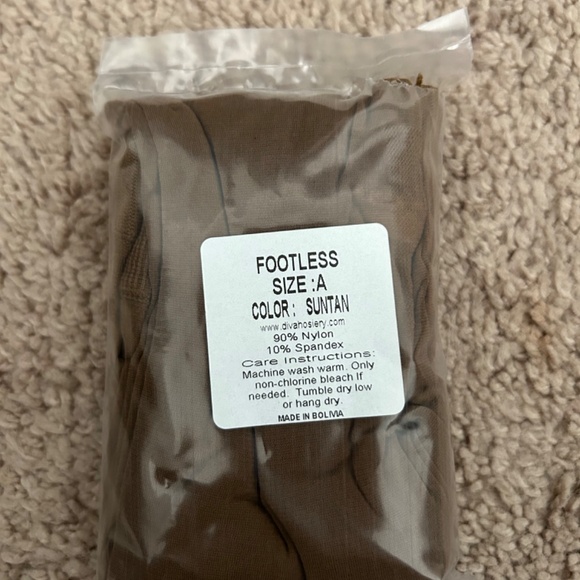 FOOTLESS
SIZE :A
COLOR : SUNTAN
www.divahosiery.com
90% Nylon
10% Spandex
Care Instructions:
Machine wash warm. Only
non-chlorine bleach If
needed. Tumble dry low
or hang dry.
MADE IN BOLIVIA